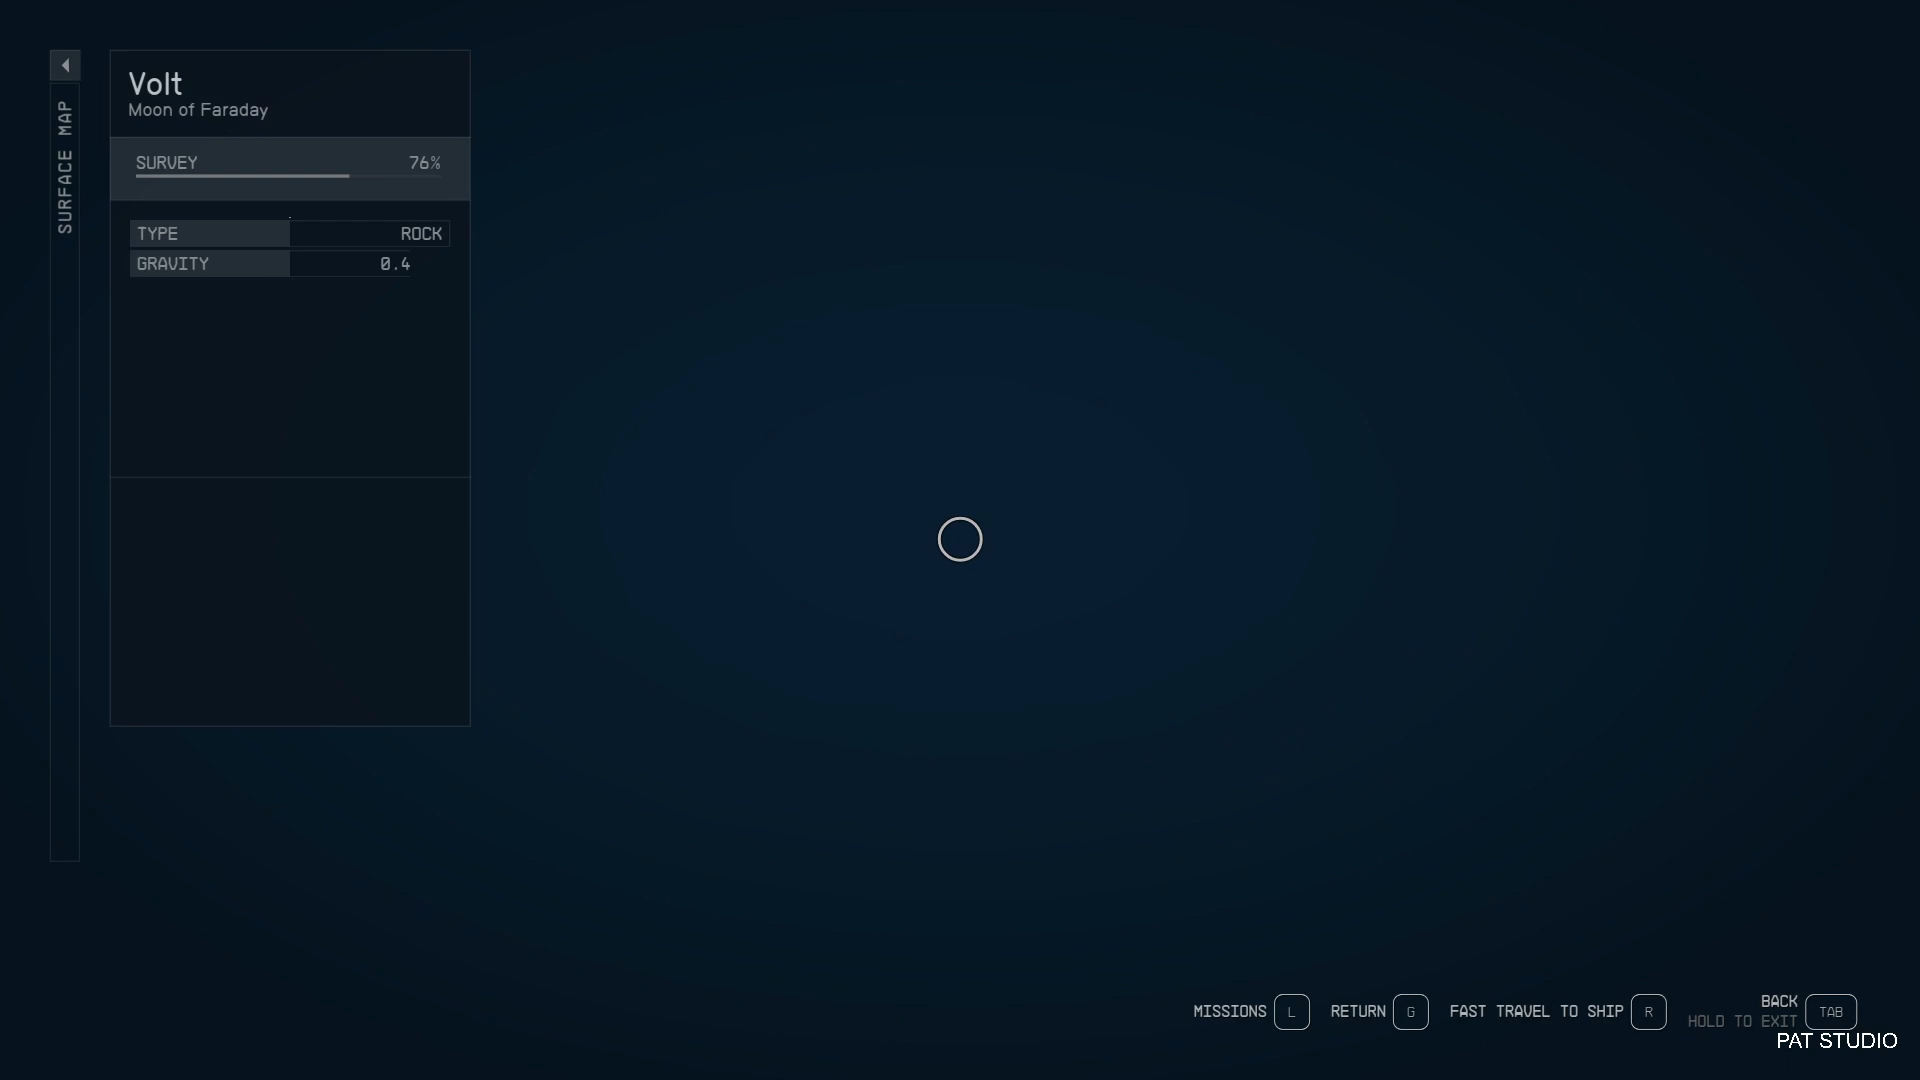 Volt
Moon of Faraday
SURFACE MAP
SURVEY 76%
TYPE ROCK
GRAVITY 0.4
MISSIONS L RETURN G FAST TRAVEL TO SHIP R BACK TAB
HOLD TO EXIT
PAT STUDIO